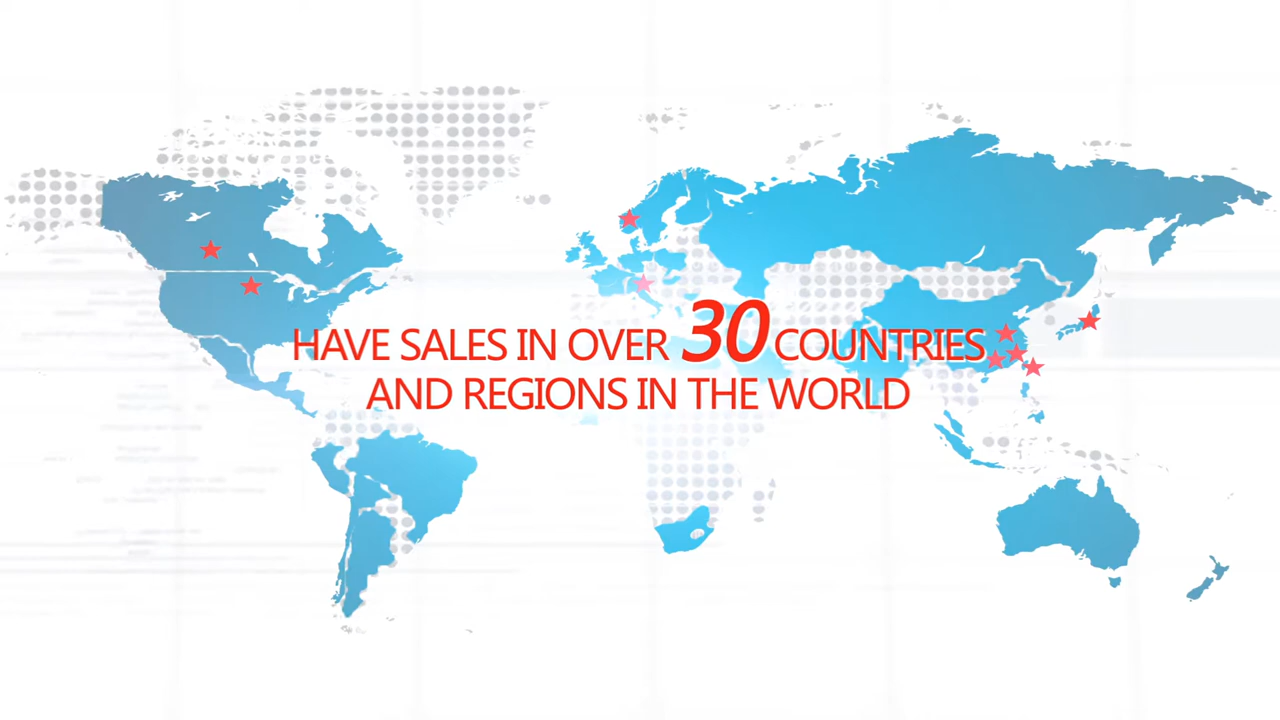 HAVE SALES IN OVER 30 COUNTRIES
AND REGIONS IN THE WORLD